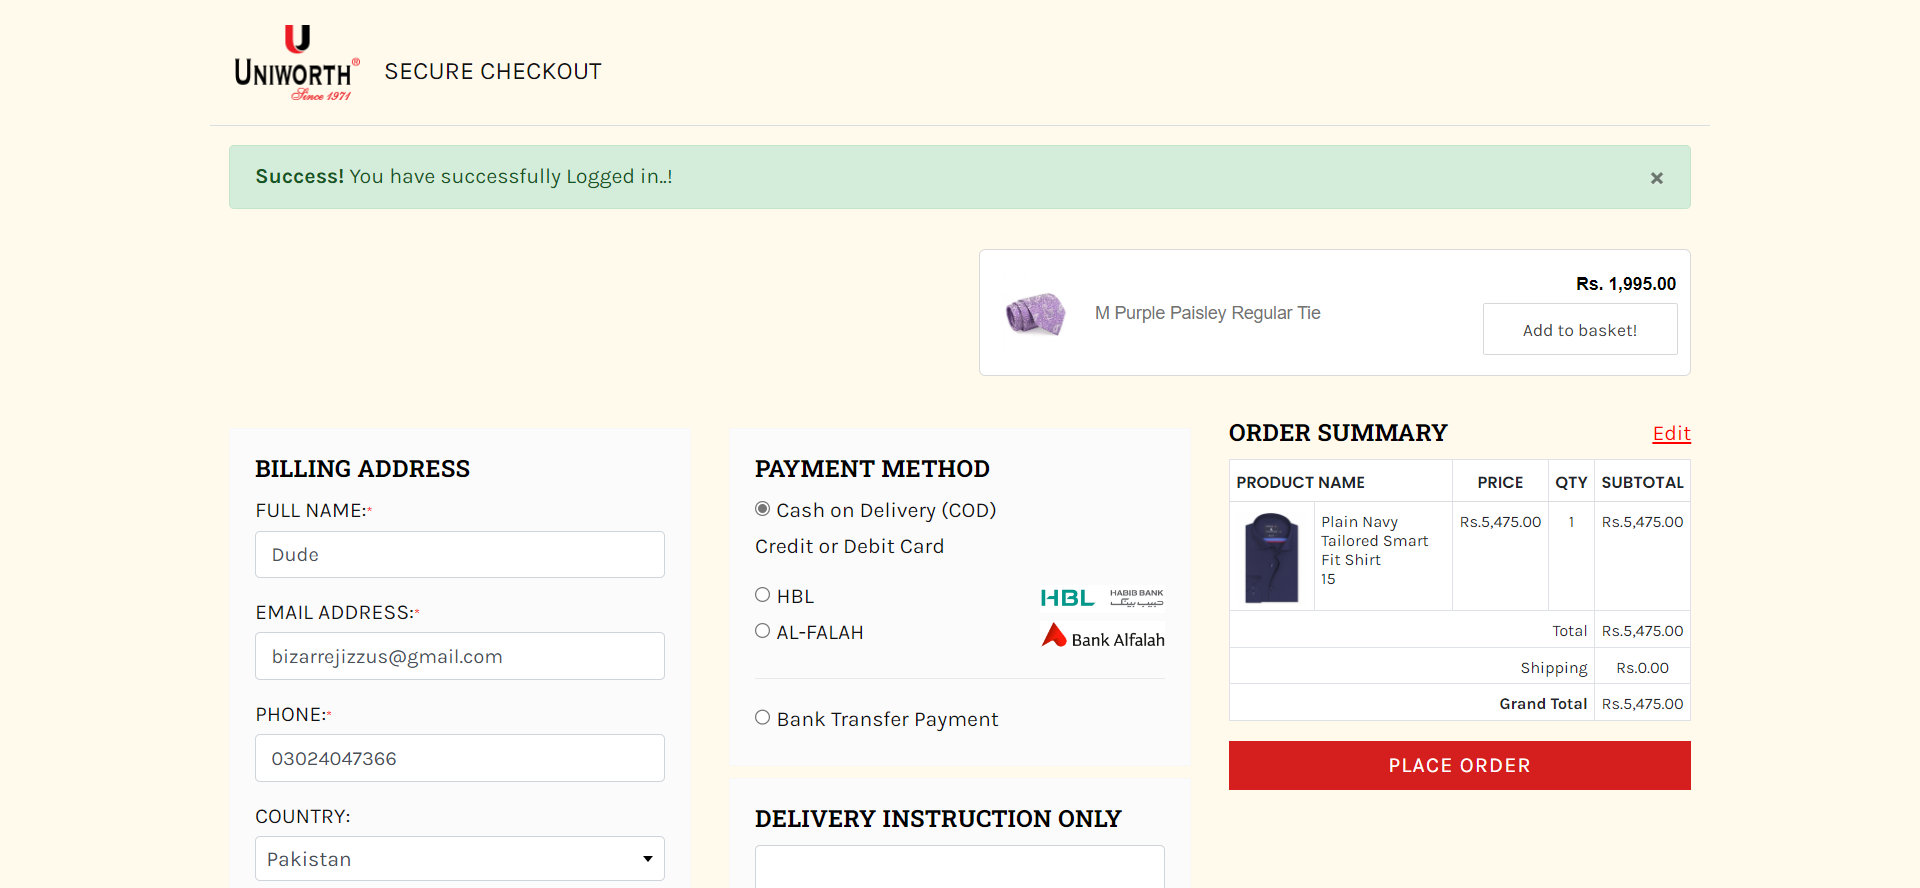 U
UNIWORTH®
Since 1971
SECURE CHECKOUT
Success! You have successfully Logged in..!
×
Rs. 1,995.00
M Purple Paisley Regular Tie
Add to basket!
BILLING ADDRESS
FULL NAME:*
Dude
EMAIL ADDRESS:*
bizarrejizzus@gmail.com
PHONE:*
03024047366
COUNTRY:
Pakistan
PAYMENT METHOD
Cash on Delivery (COD)
Credit or Debit Card
HBL
HBL HABIB BANK
حبیب بینک
AL-FALAH
Bank Alfalah
Bank Transfer Payment
DELIVERY INSTRUCTION ONLY
ORDER SUMMARY Edit
PRODUCT NAME PRICE QTY SUBTOTAL
Plain Navy Rs.5,475.00 1 Rs.5,475.00
Tailored Smart
Fit Shirt
15
Total Rs.5,475.00
Shipping Rs.0.00
Grand Total Rs.5,475.00
PLACE ORDER